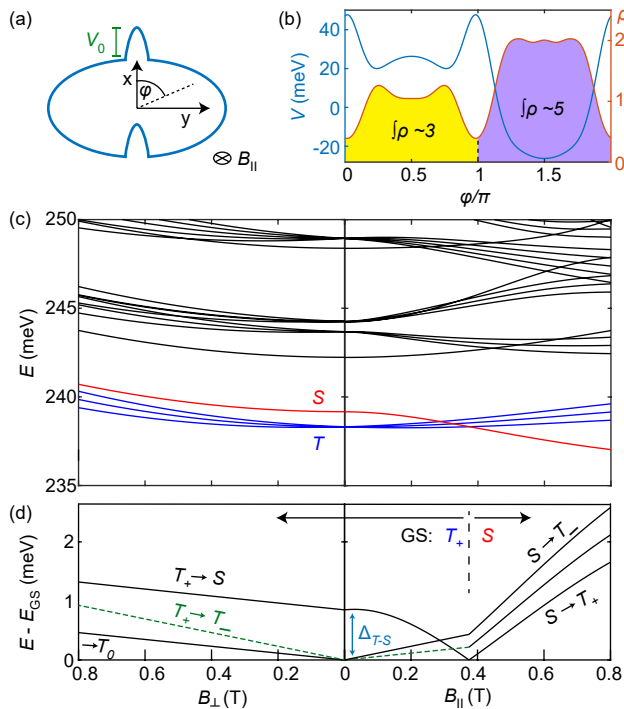 (a)
V₀
x
φ
y
B||
(b)
V (meV)
40
20
0
-20
∫ρ ~3
∫ρ ~5
ρ
2
1
0
0
0.5
1
1.5
φ/π
(c)
E (meV)
250
245
240
235
S
T
(d)
E - E_GS (meV)
2
1
0
T₊→ S
T₊→ T₋
→T₀
GS: T₊ S
Δ_T-S
S→T₋
S→T₊
0.8 0.6 0.4 0.2 0 0.2 0.4 0.6 0.8
B⊥ (T)
B|| (T)